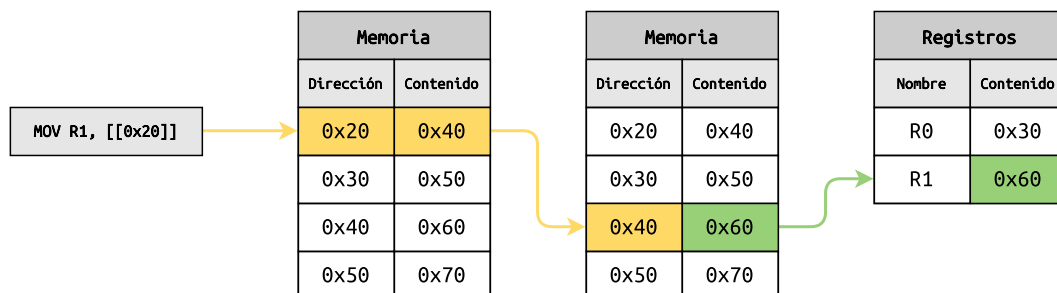 Memoria
Memoria
Registros
Dirección Contenido
Dirección Contenido
Nombre Contenido
MOV R1, [[0x20]]
0x20 0x40
0x20 0x40
R0 0x30
0x30 0x50
0x30 0x50
R1 0x60
0x40 0x60
0x40 0x60
0x50 0x70
0x50 0x70